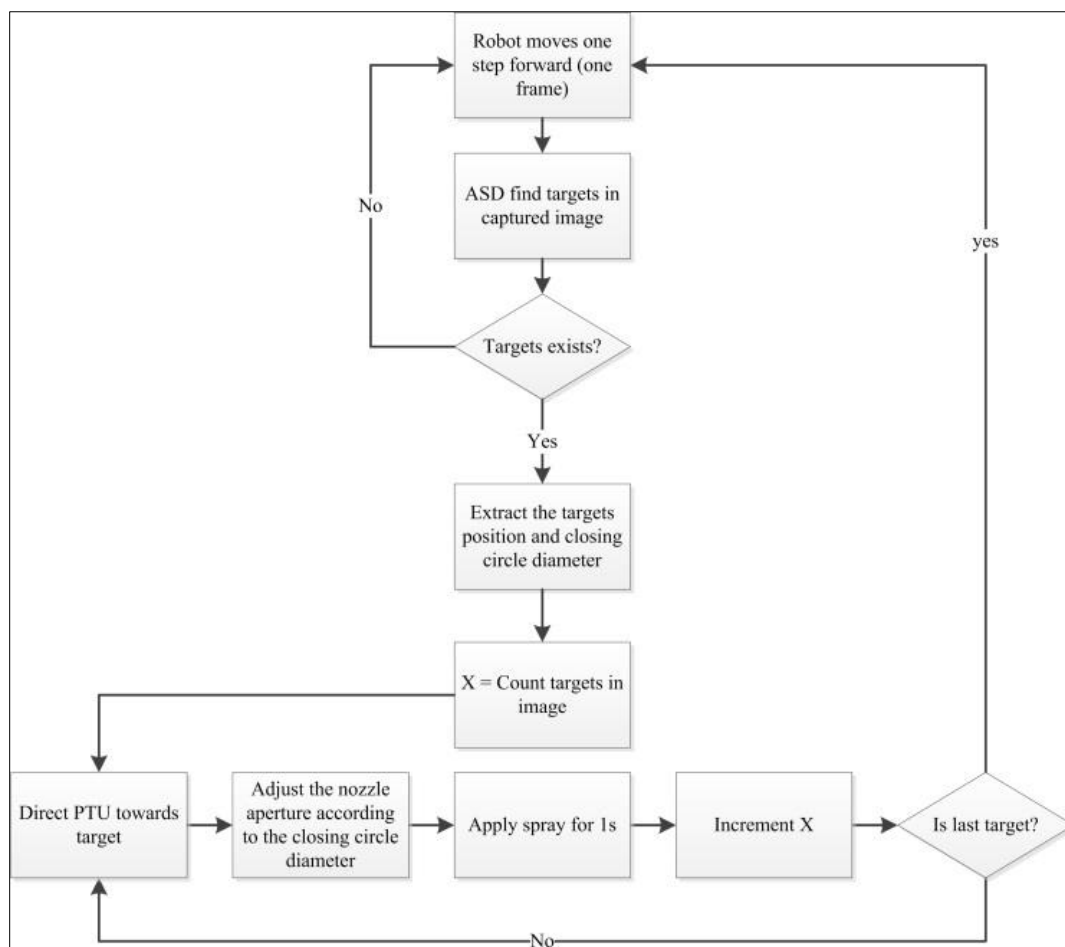 Robot moves one
step forward (one
frame)
ASD find targets in
captured image
No
yes
Targets exists?
Yes
Extract the targets
position and closing
circle diameter
X = Count targets in
image
Direct PTU towards
target
Adjust the nozzle
aperture according
to the closing circle
diameter
Apply spray for 1s
Increment X
Is last target?
No